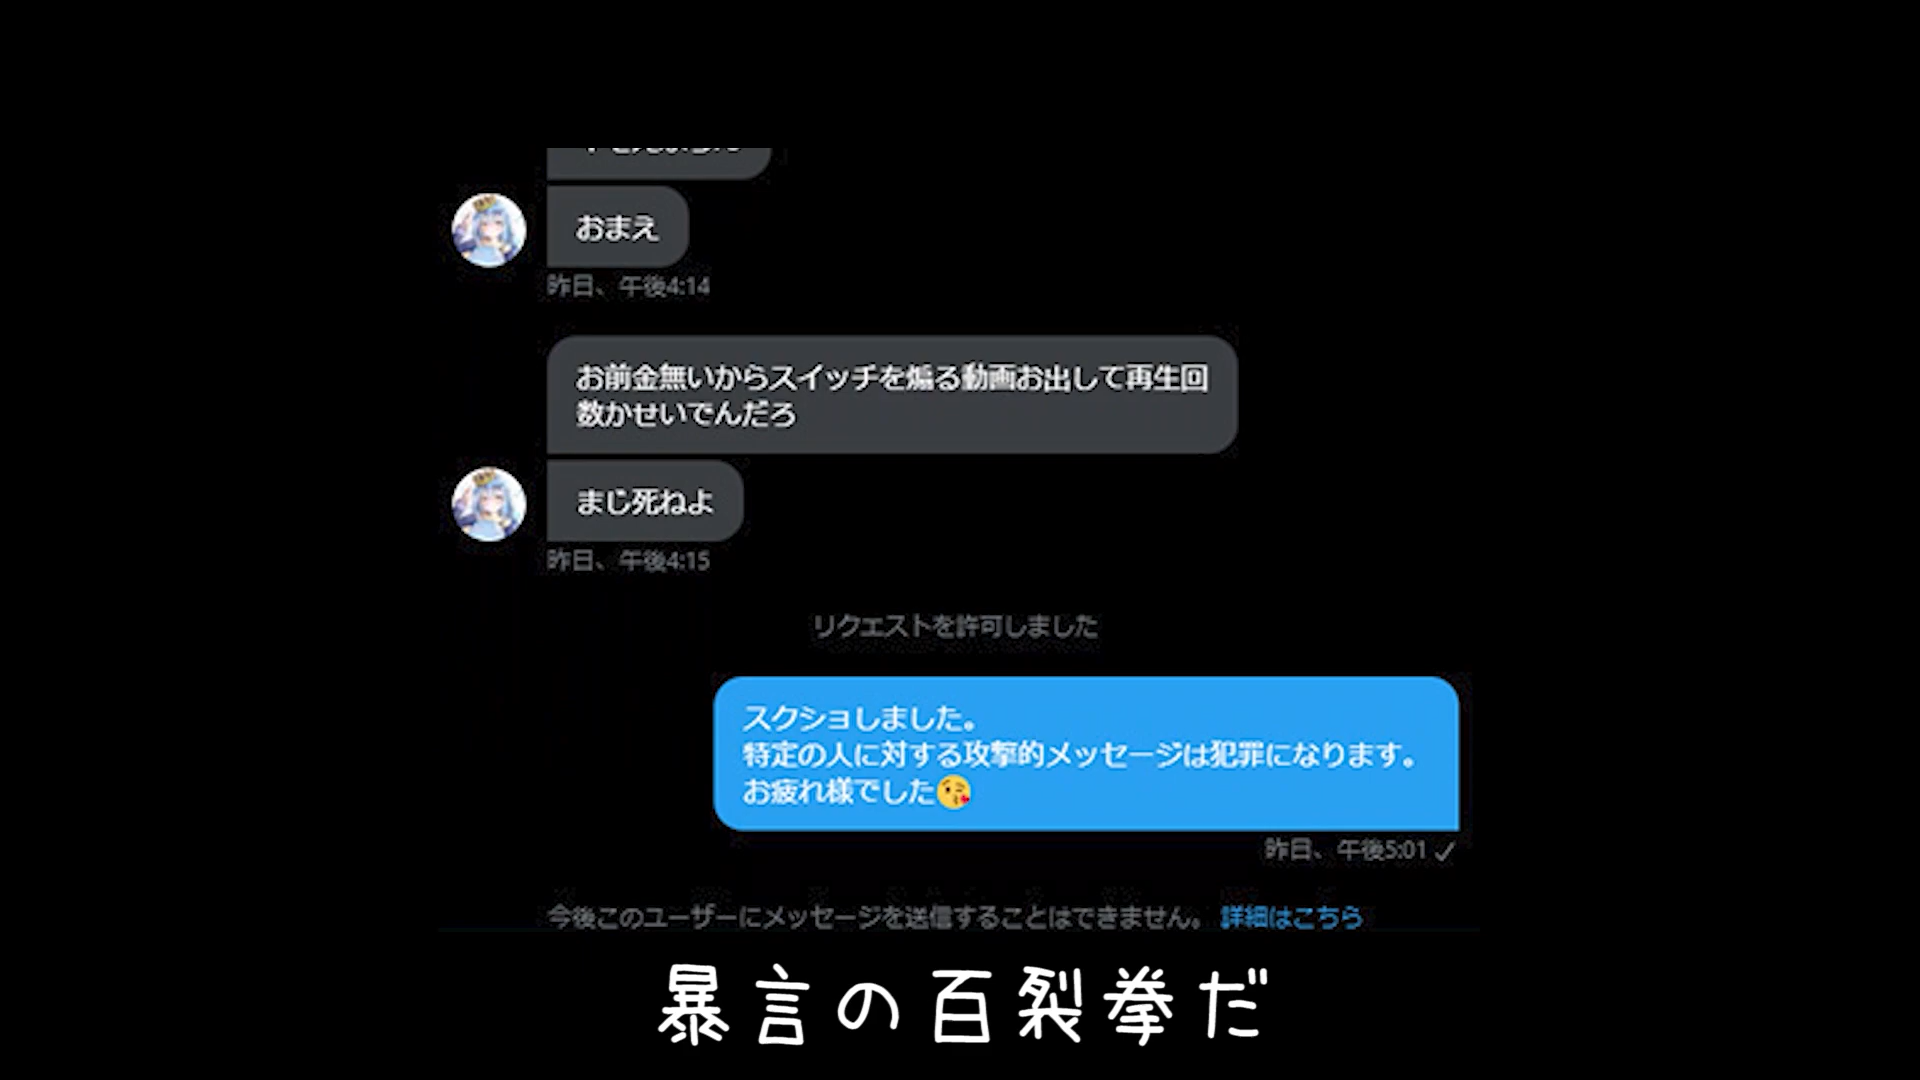 おまえ
昨日、午後4:14
お前金無いからスイッチを煽る動画お出して再生回
数かせいでんだろ
まじ死ねよ
昨日、午後4:15
リクエストを許可しました
スクショしました。
特定の人に対する攻撃的メッセージは犯罪になります。
お疲れ様でした😘
昨日、午後5:01 ✓
今後このユーザーにメッセージを送信することはできません。 詳細はこちら
暴言の百裂拳だ